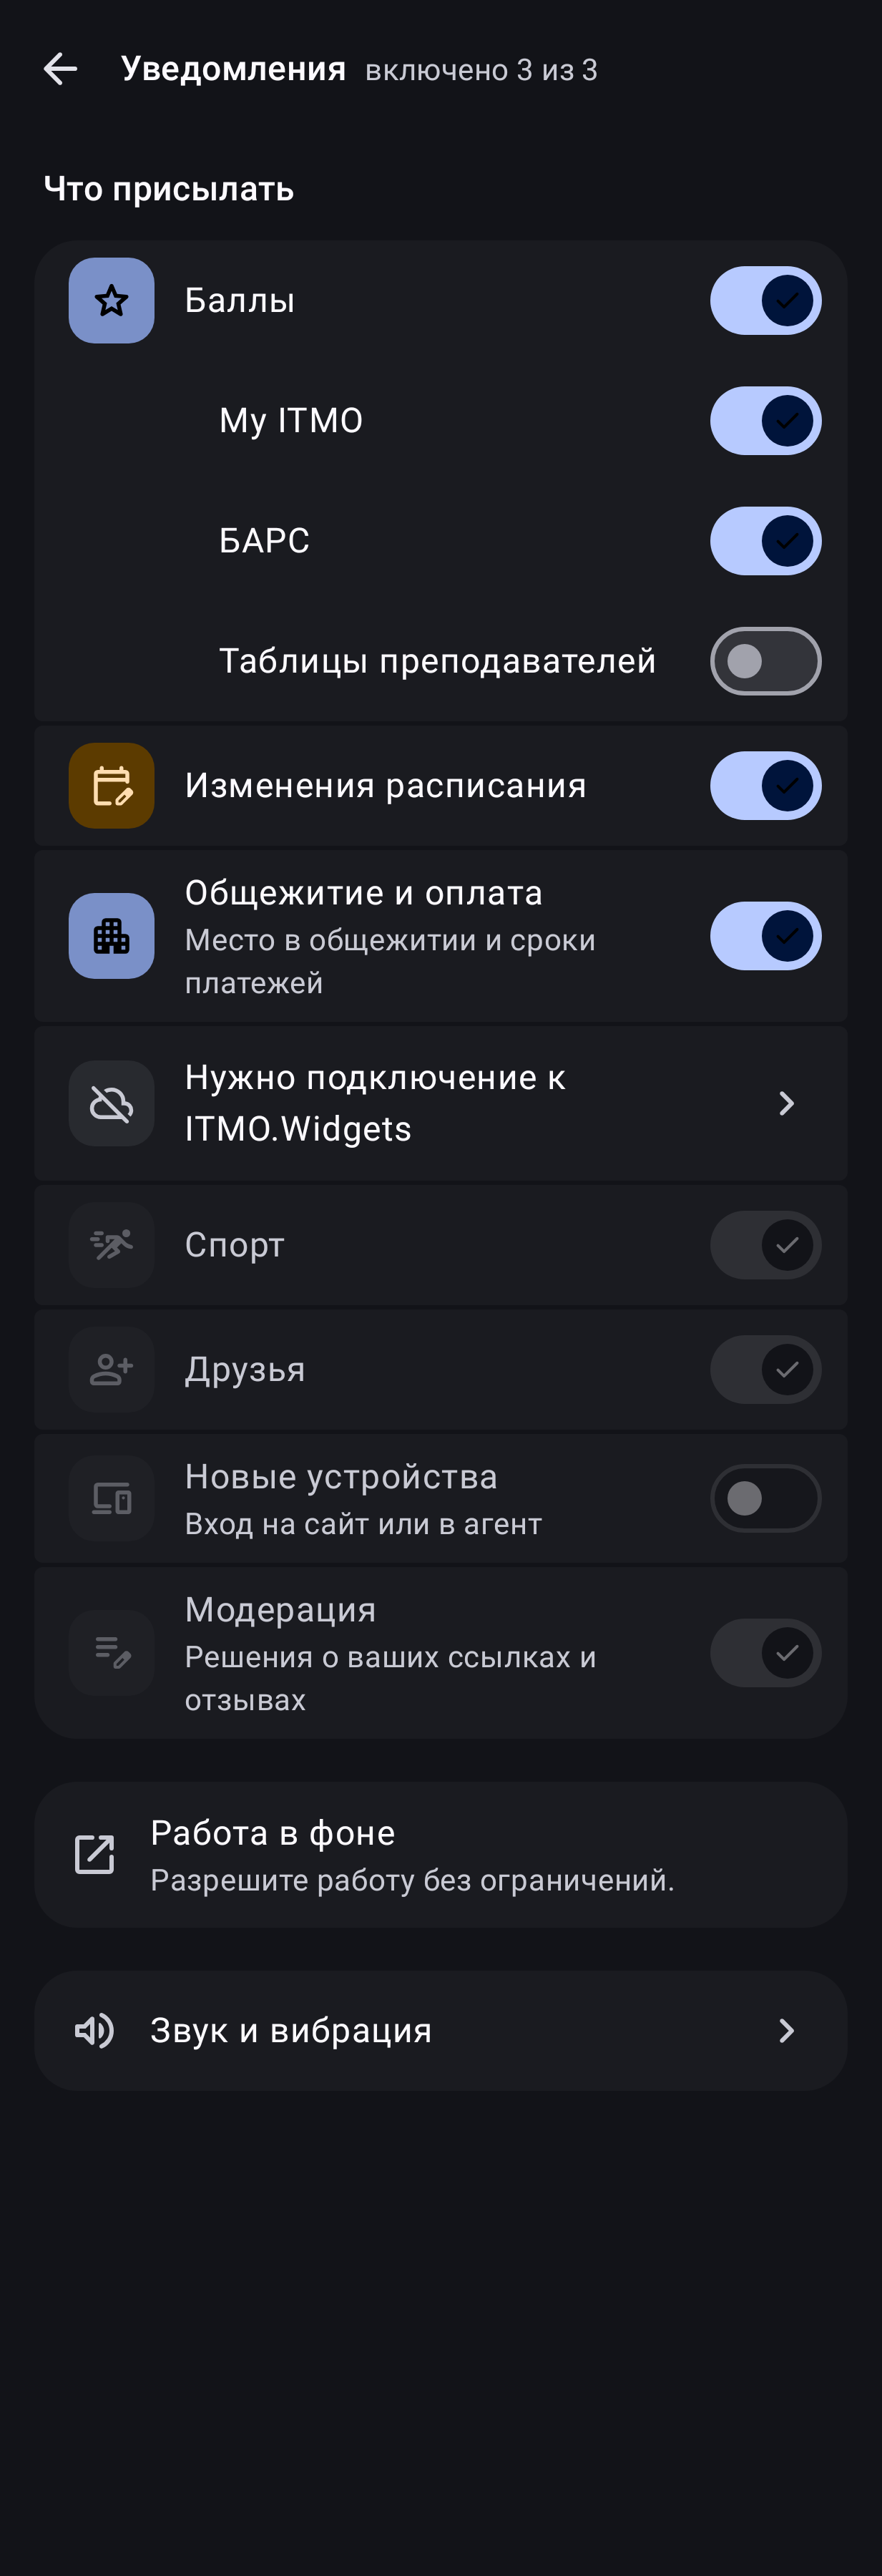 Уведомления включено 3 из 3
Что присылать
Баллы
My ITMO
БАРС
Таблицы преподавателей
Изменения расписания
Общежитие и оплата
Место в общежитии и сроки
платежей
Нужно подключение к
ITMO.Widgets
Спорт
Друзья
Новые устройства
Вход на сайт или в агент
Модерация
Решения о ваших ссылках и
отзывах
Работа в фоне
Разрешите работу без ограничений.
Звук и вибрация